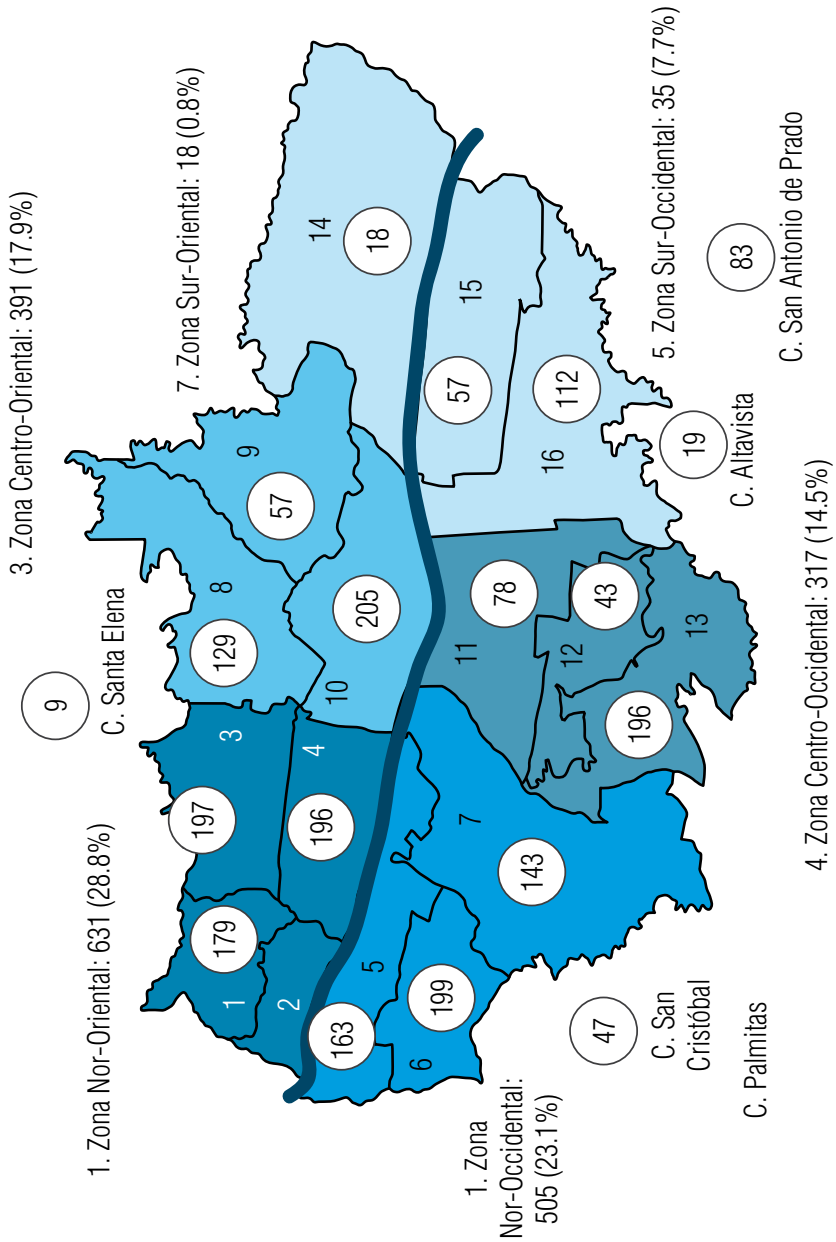 1. Zona Nor-Oriental: 631 (28.8%)
3. Zona Centro-Oriental: 391 (17.9%)
7. Zona Sur-Oriental: 18 (0.8%)
9
C. Santa Elena
1
179
2
3
197
4
196
8
129
9
57
10
205
14
18
5
163
6
199
7
143
11
78
12
43
13
196
15
57
16
112
1. Zona
Nor-Occidental:
505 (23.1%)
47
C. San
Cristóbal
C. Palmitas
4. Zona Centro-Occidental: 317 (14.5%)
19
C. Altavista
5. Zona Sur-Occidental: 35 (7.7%)
83
C. San Antonio de Prado